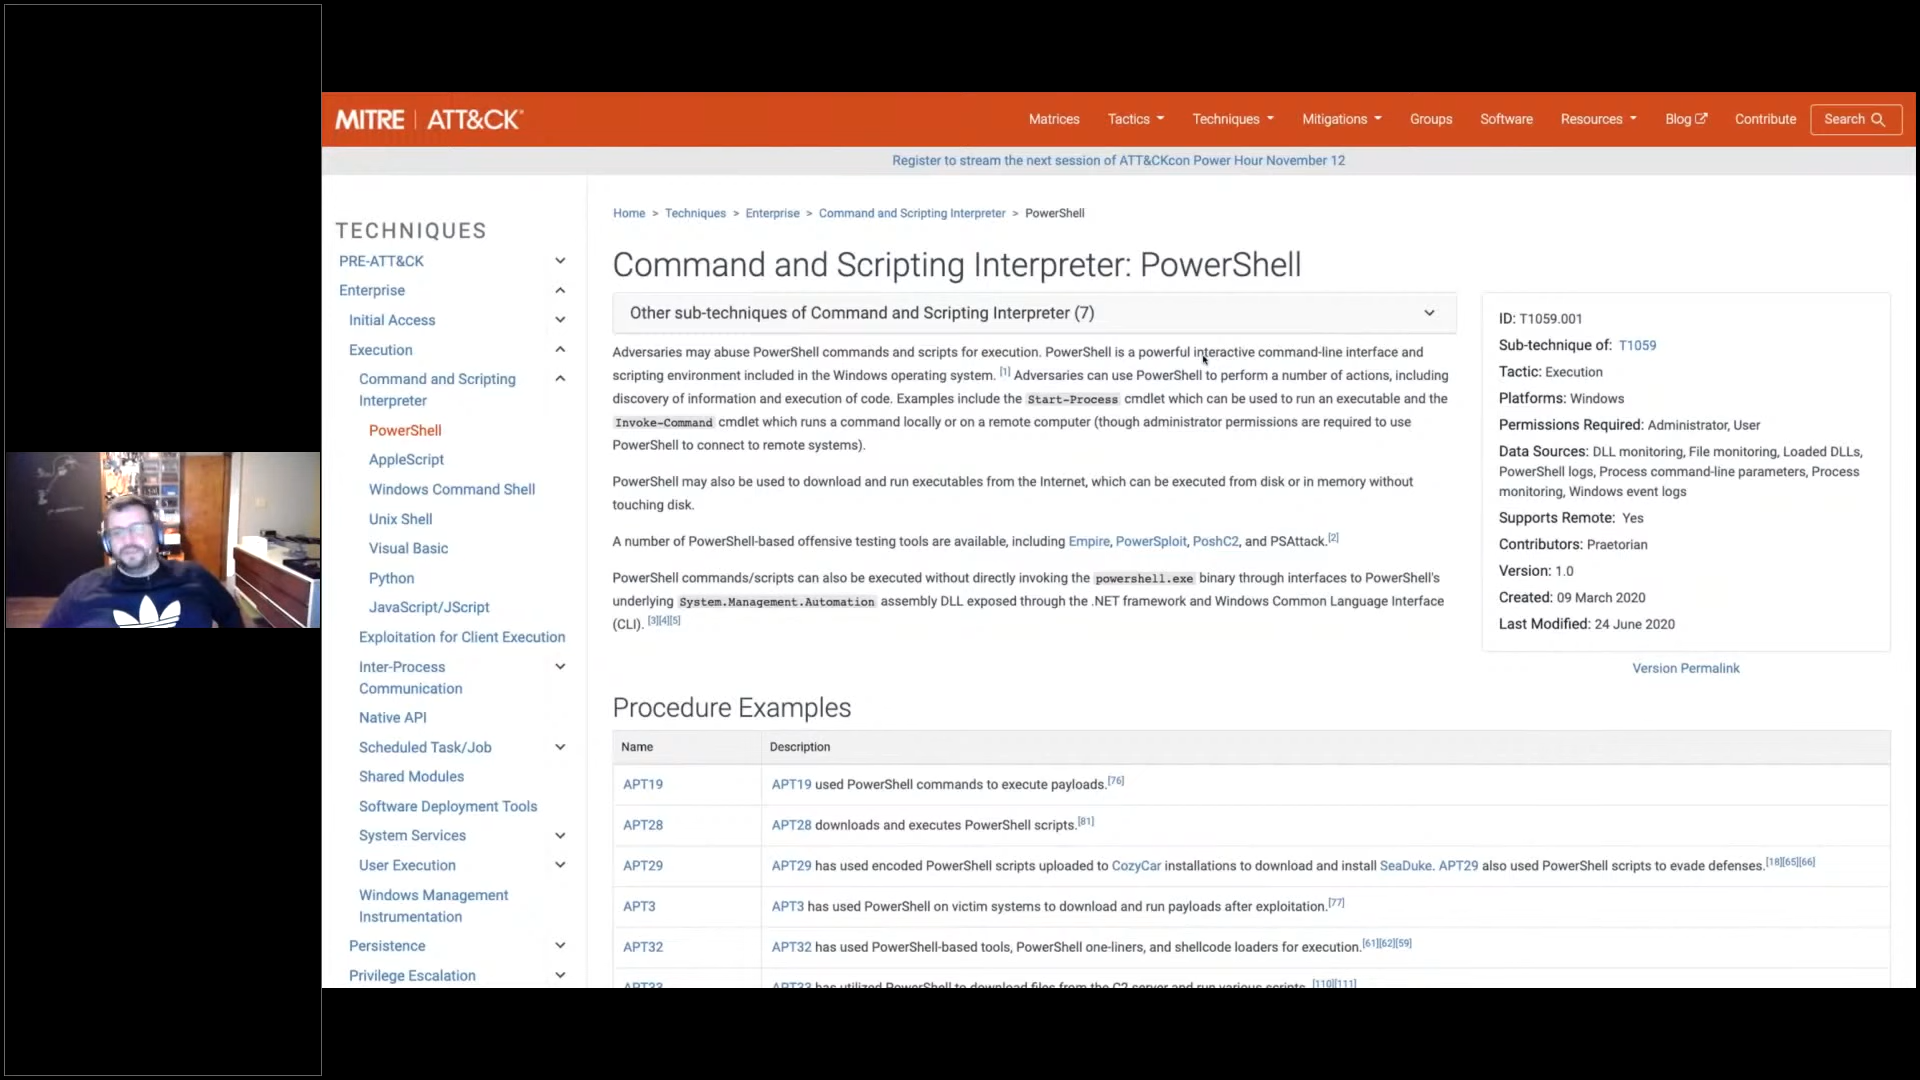 MITRE | ATT&CK®
Matrices
Tactics
Techniques
Mitigations
Groups
Software
Resources
Blog
Contribute
Search
Register to stream the next session of ATT&CKcon Power Hour November 12
TECHNIQUES
PRE-ATT&CK
Enterprise
Initial Access
Execution
Command and Scripting
Interpreter
PowerShell
AppleScript
Windows Command Shell
Unix Shell
Visual Basic
Python
JavaScript/JScript
Exploitation for Client Execution
Inter-Process
Communication
Native API
Scheduled Task/Job
Shared Modules
Software Deployment Tools
System Services
User Execution
Windows Management
Instrumentation
Persistence
Privilege Escalation
Home > Techniques > Enterprise > Command and Scripting Interpreter > PowerShell
Command and Scripting Interpreter: PowerShell
Other sub-techniques of Command and Scripting Interpreter (7)
Adversaries may abuse PowerShell commands and scripts for execution. PowerShell is a powerful interactive command-line interface and
scripting environment included in the Windows operating system. [1] Adversaries can use PowerShell to perform a number of actions, including
discovery of information and execution of code. Examples include the Start-Process cmdlet which can be used to run an executable and the
Invoke-Command cmdlet which runs a command locally or on a remote computer (though administrator permissions are required to use
PowerShell to connect to remote systems).
PowerShell may also be used to download and run executables from the Internet, which can be executed from disk or in memory without
touching disk.
A number of PowerShell-based offensive testing tools are available, including Empire, PowerSploit, PoshC2, and PSAttack.[2]
PowerShell commands/scripts can also be executed without directly invoking the powershell.exe binary through interfaces to PowerShell's
underlying System.Management.Automation assembly DLL exposed through the .NET framework and Windows Common Language Interface
(CLI). [3][4][5]
ID: T1059.001
Sub-technique of: T1059
Tactic: Execution
Platforms: Windows
Permissions Required: Administrator, User
Data Sources: DLL monitoring, File monitoring, Loaded DLLs,
PowerShell logs, Process command-line parameters, Process
monitoring, Windows event logs
Supports Remote: Yes
Contributors: Praetorian
Version: 1.0
Created: 09 March 2020
Last Modified: 24 June 2020
Version Permalink
Procedure Examples
Name Description
APT19 APT19 used PowerShell commands to execute payloads.[76]
APT28 APT28 downloads and executes PowerShell scripts.[81]
APT29 APT29 has used encoded PowerShell scripts uploaded to CozyCar installations to download and install SeaDuke. APT29 also used PowerShell scripts to evade defenses.[18][65][66]
APT3 APT3 has used PowerShell on victim systems to download and run payloads after exploitation.[77]
APT32 APT32 has used PowerShell-based tools, PowerShell one-liners, and shellcode loaders for execution.[61][62][59]
APT33 APT33 has utilized PowerShell to download files from the C2 server and run various scripts. [110][111]